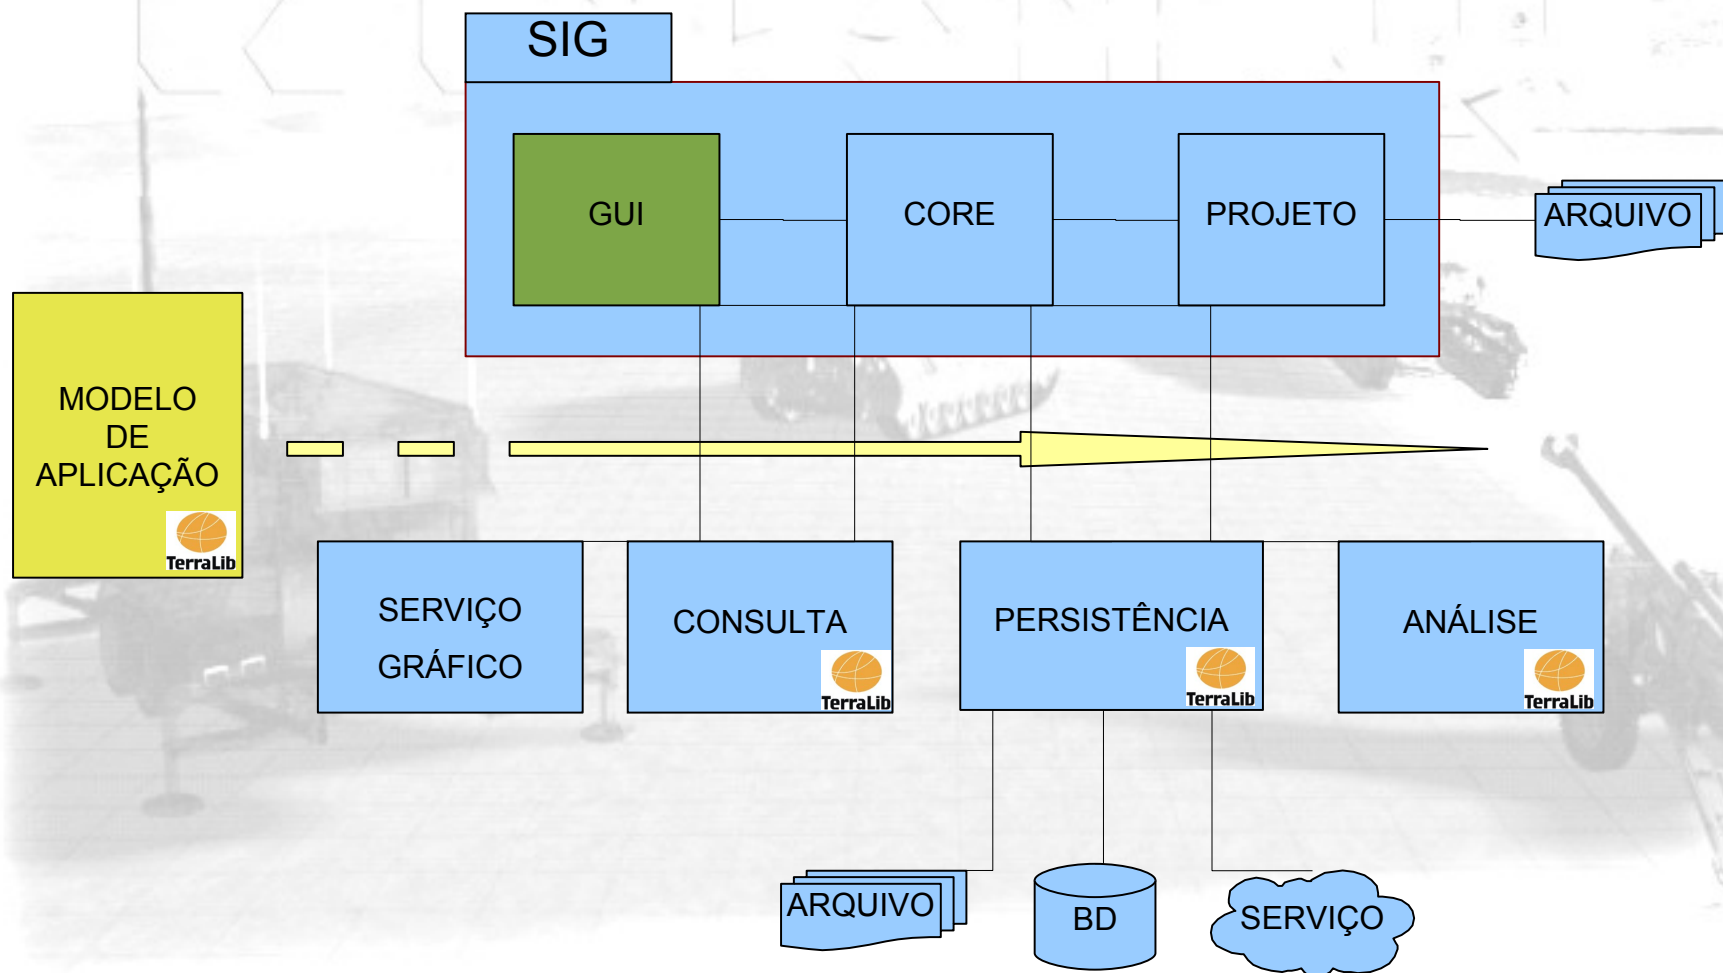 SIG
GUI
CORE
PROJETO
ARQUIVO
MODELO
DE
APLICAÇÃO
TerraLib
SERVIÇO
GRÁFICO
CONSULTA
TerraLib
PERSISTÊNCIA
TerraLib
ANÁLISE
TerraLib
ARQUIVO
BD
SERVIÇO